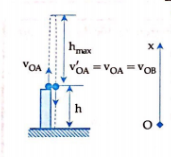 x
h_max
v_OA
v'_OA = v_OA = v_OB
h
O